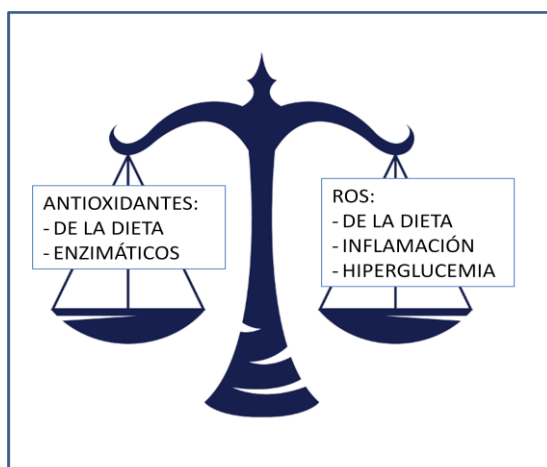 ANTIOXIDANTES:
- DE LA DIETA
- ENZIMÁTICOS
ROS:
- DE LA DIETA
- INFLAMACIÓN
- HIPERGLUCEMIA